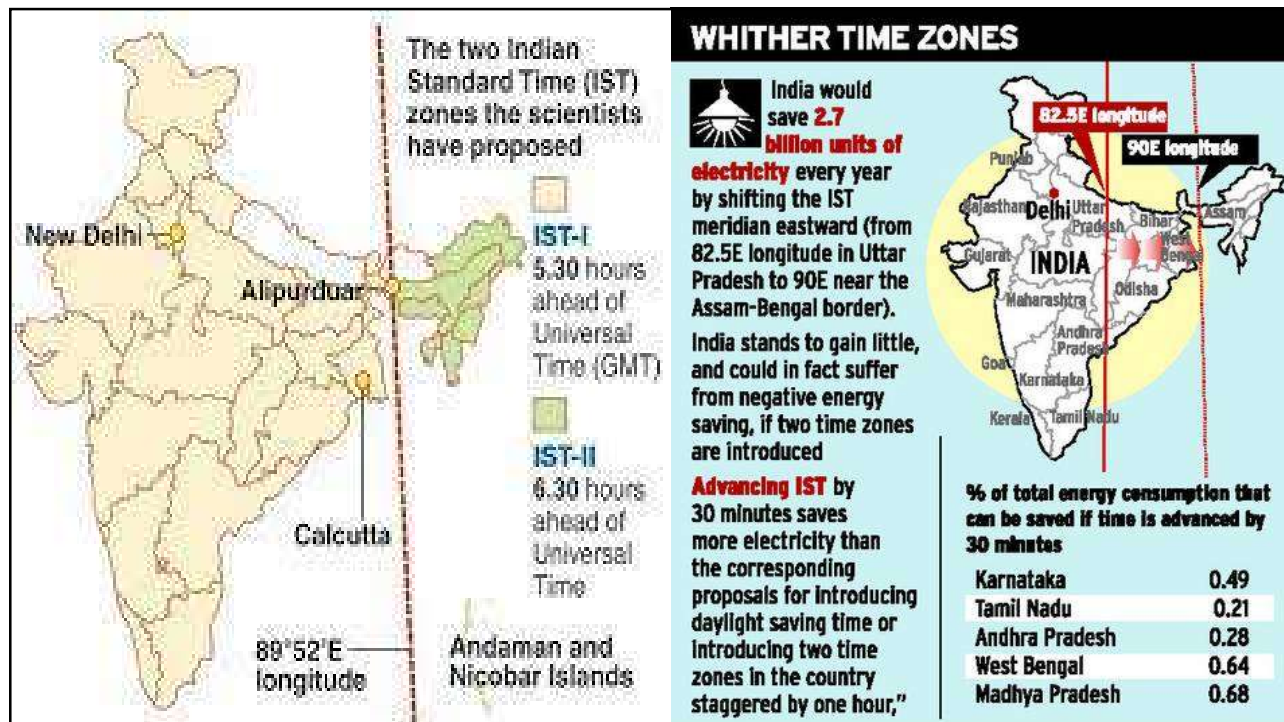 The two Indian
Standard Time (IST)
zones the scientists
have proposed
IST-I
5.30 hours
ahead of
Universal
Time (GMT)
IST-II
6.30 hours
ahead of
Universal
Time
New Delhi
Alipurduar
Calcutta
89°52'E
longitude
Andaman and
Nicobar Islands
WHITHER TIME ZONES
India would
save 2.7
billion units of
electricity every year
by shifting the IST
meridian eastward (from
82.5E longitude in Uttar
Pradesh to 90E near the
Assam-Bengal border).
India stands to gain little,
and could in fact suffer
from negative energy
saving, if two time zones
are introduced
Advancing IST by
30 minutes saves
more electricity than
the corresponding
proposals for introducing
daylight saving time or
introducing two time
zones in the country
staggered by one hour,”
82.5E longitude
90E longitude
Punjab
Rajasthan
Delhi
Uttar
Pradesh
Bihar
West
Bengal
Assam
Gujarat
INDIA
Odisha
Maharashtra
Andhra
Pradesh
Goa
Karnataka
Kerala
Tamil Nadu
% of total energy consumption that
can be saved if time is advanced by
30 minutes
Karnataka 0.49
Tamil Nadu 0.21
Andhra Pradesh 0.28
West Bengal 0.64
Madhya Pradesh 0.68